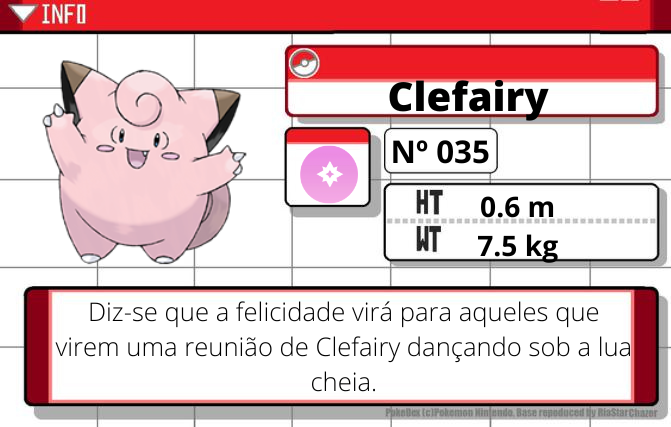 INFO
Clefairy
Nº 035
HT 0.6 m
WT 7.5 kg
Diz-se que a felicidade virá para aqueles que
virem uma reunião de Clefairy dançando sob a lua
cheia.
PokeDex (c)Pokemon Nintendo. Base reproduced by RiaStarChazer